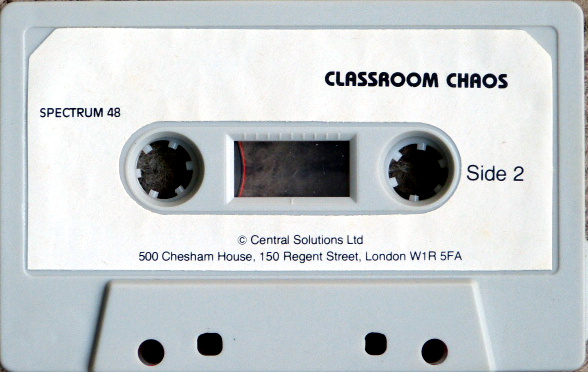 CLASSROOM CHAOS
SPECTRUM 48
Side 2
© Central Solutions Ltd
500 Chesham House, 150 Regent Street, London W1R 5FA